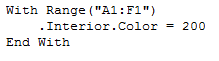 With Range("A1:F1")
    .Interior.Color = 200
End With